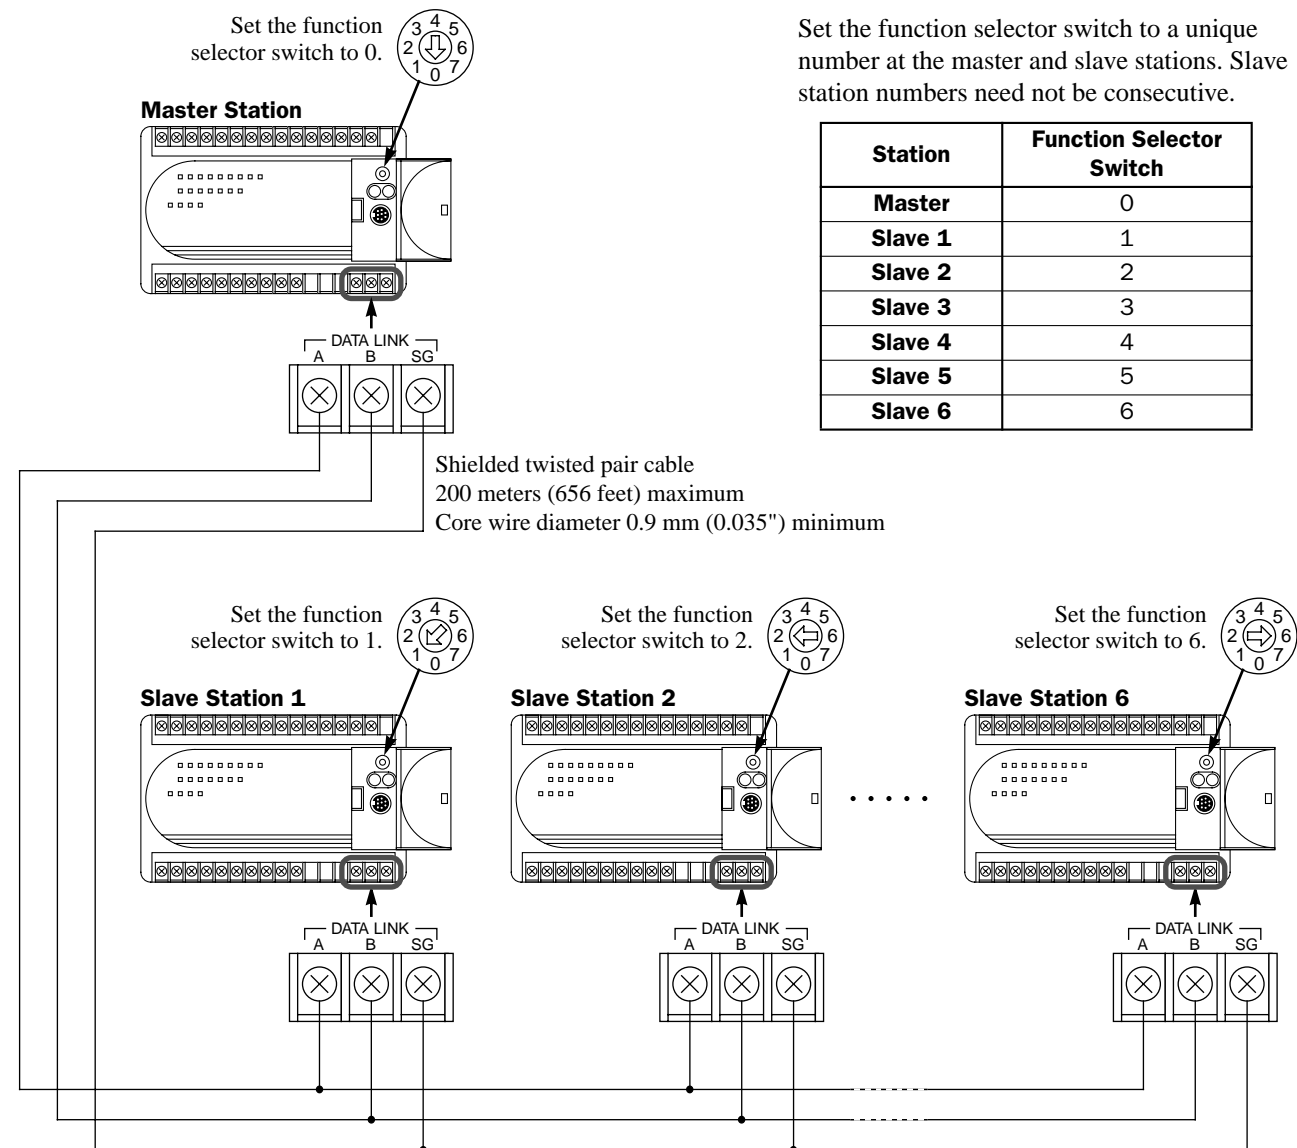 Set the function
selector switch to 0.
3 4 5
2 6
1 0 7
Master Station
DATA LINK
A B SG
Set the function selector switch to a unique
number at the master and slave stations. Slave
station numbers need not be consecutive.
Station Function Selector
Switch
Master 0
Slave 1 1
Slave 2 2
Slave 3 3
Slave 4 4
Slave 5 5
Slave 6 6
Shielded twisted pair cable
200 meters (656 feet) maximum
Core wire diameter 0.9 mm (0.035") minimum
Set the function
selector switch to 1.
3 4 5
2 6
1 0 7
Slave Station 1
DATA LINK
A B SG
Set the function
selector switch to 2.
3 4 5
2 6
1 0 7
Slave Station 2
DATA LINK
A B SG
Set the function
selector switch to 6.
3 4 5
2 6
1 0 7
Slave Station 6
DATA LINK
A B SG